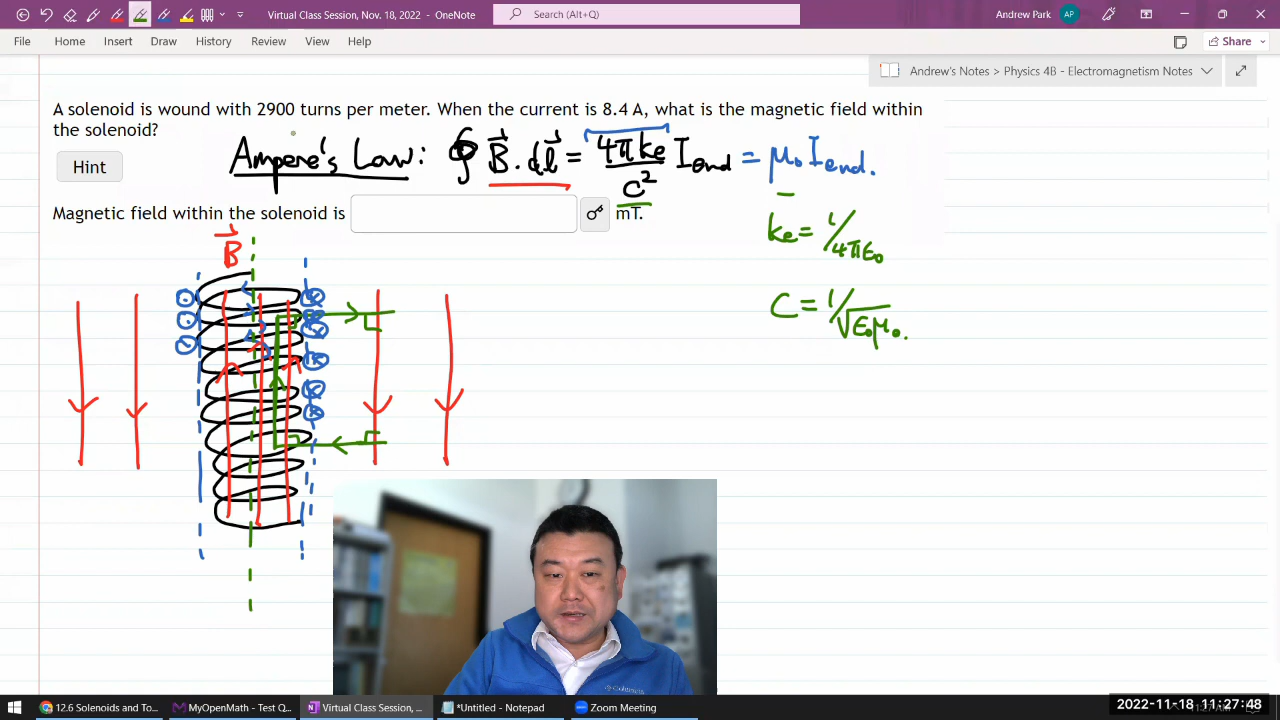 Virtual Class Session, Nov. 18, 2022 - OneNote
Search (Alt+Q)
Andrew Park
AP
File Home Insert Draw History Review View Help
Share
Andrew's Notes > Physics 4B - Electromagnetism Notes
A solenoid is wound with 2900 turns per meter. When the current is 8.4 A, what is the magnetic field within
the solenoid?
Hint
Ampere's Law: ∮ B⃗ · dl⃗ = 4πke/c² Iend = μ₀ Iend.
Magnetic field within the solenoid is mT.
ke = 1/4πε₀
C = 1/√ε₀μ₀.
B⃗
12.6 Solenoids and To...
MyOpenMath - Test Q...
Virtual Class Session, ...
*Untitled - Notepad
Zoom Meeting
2022-11-18 11:27:48